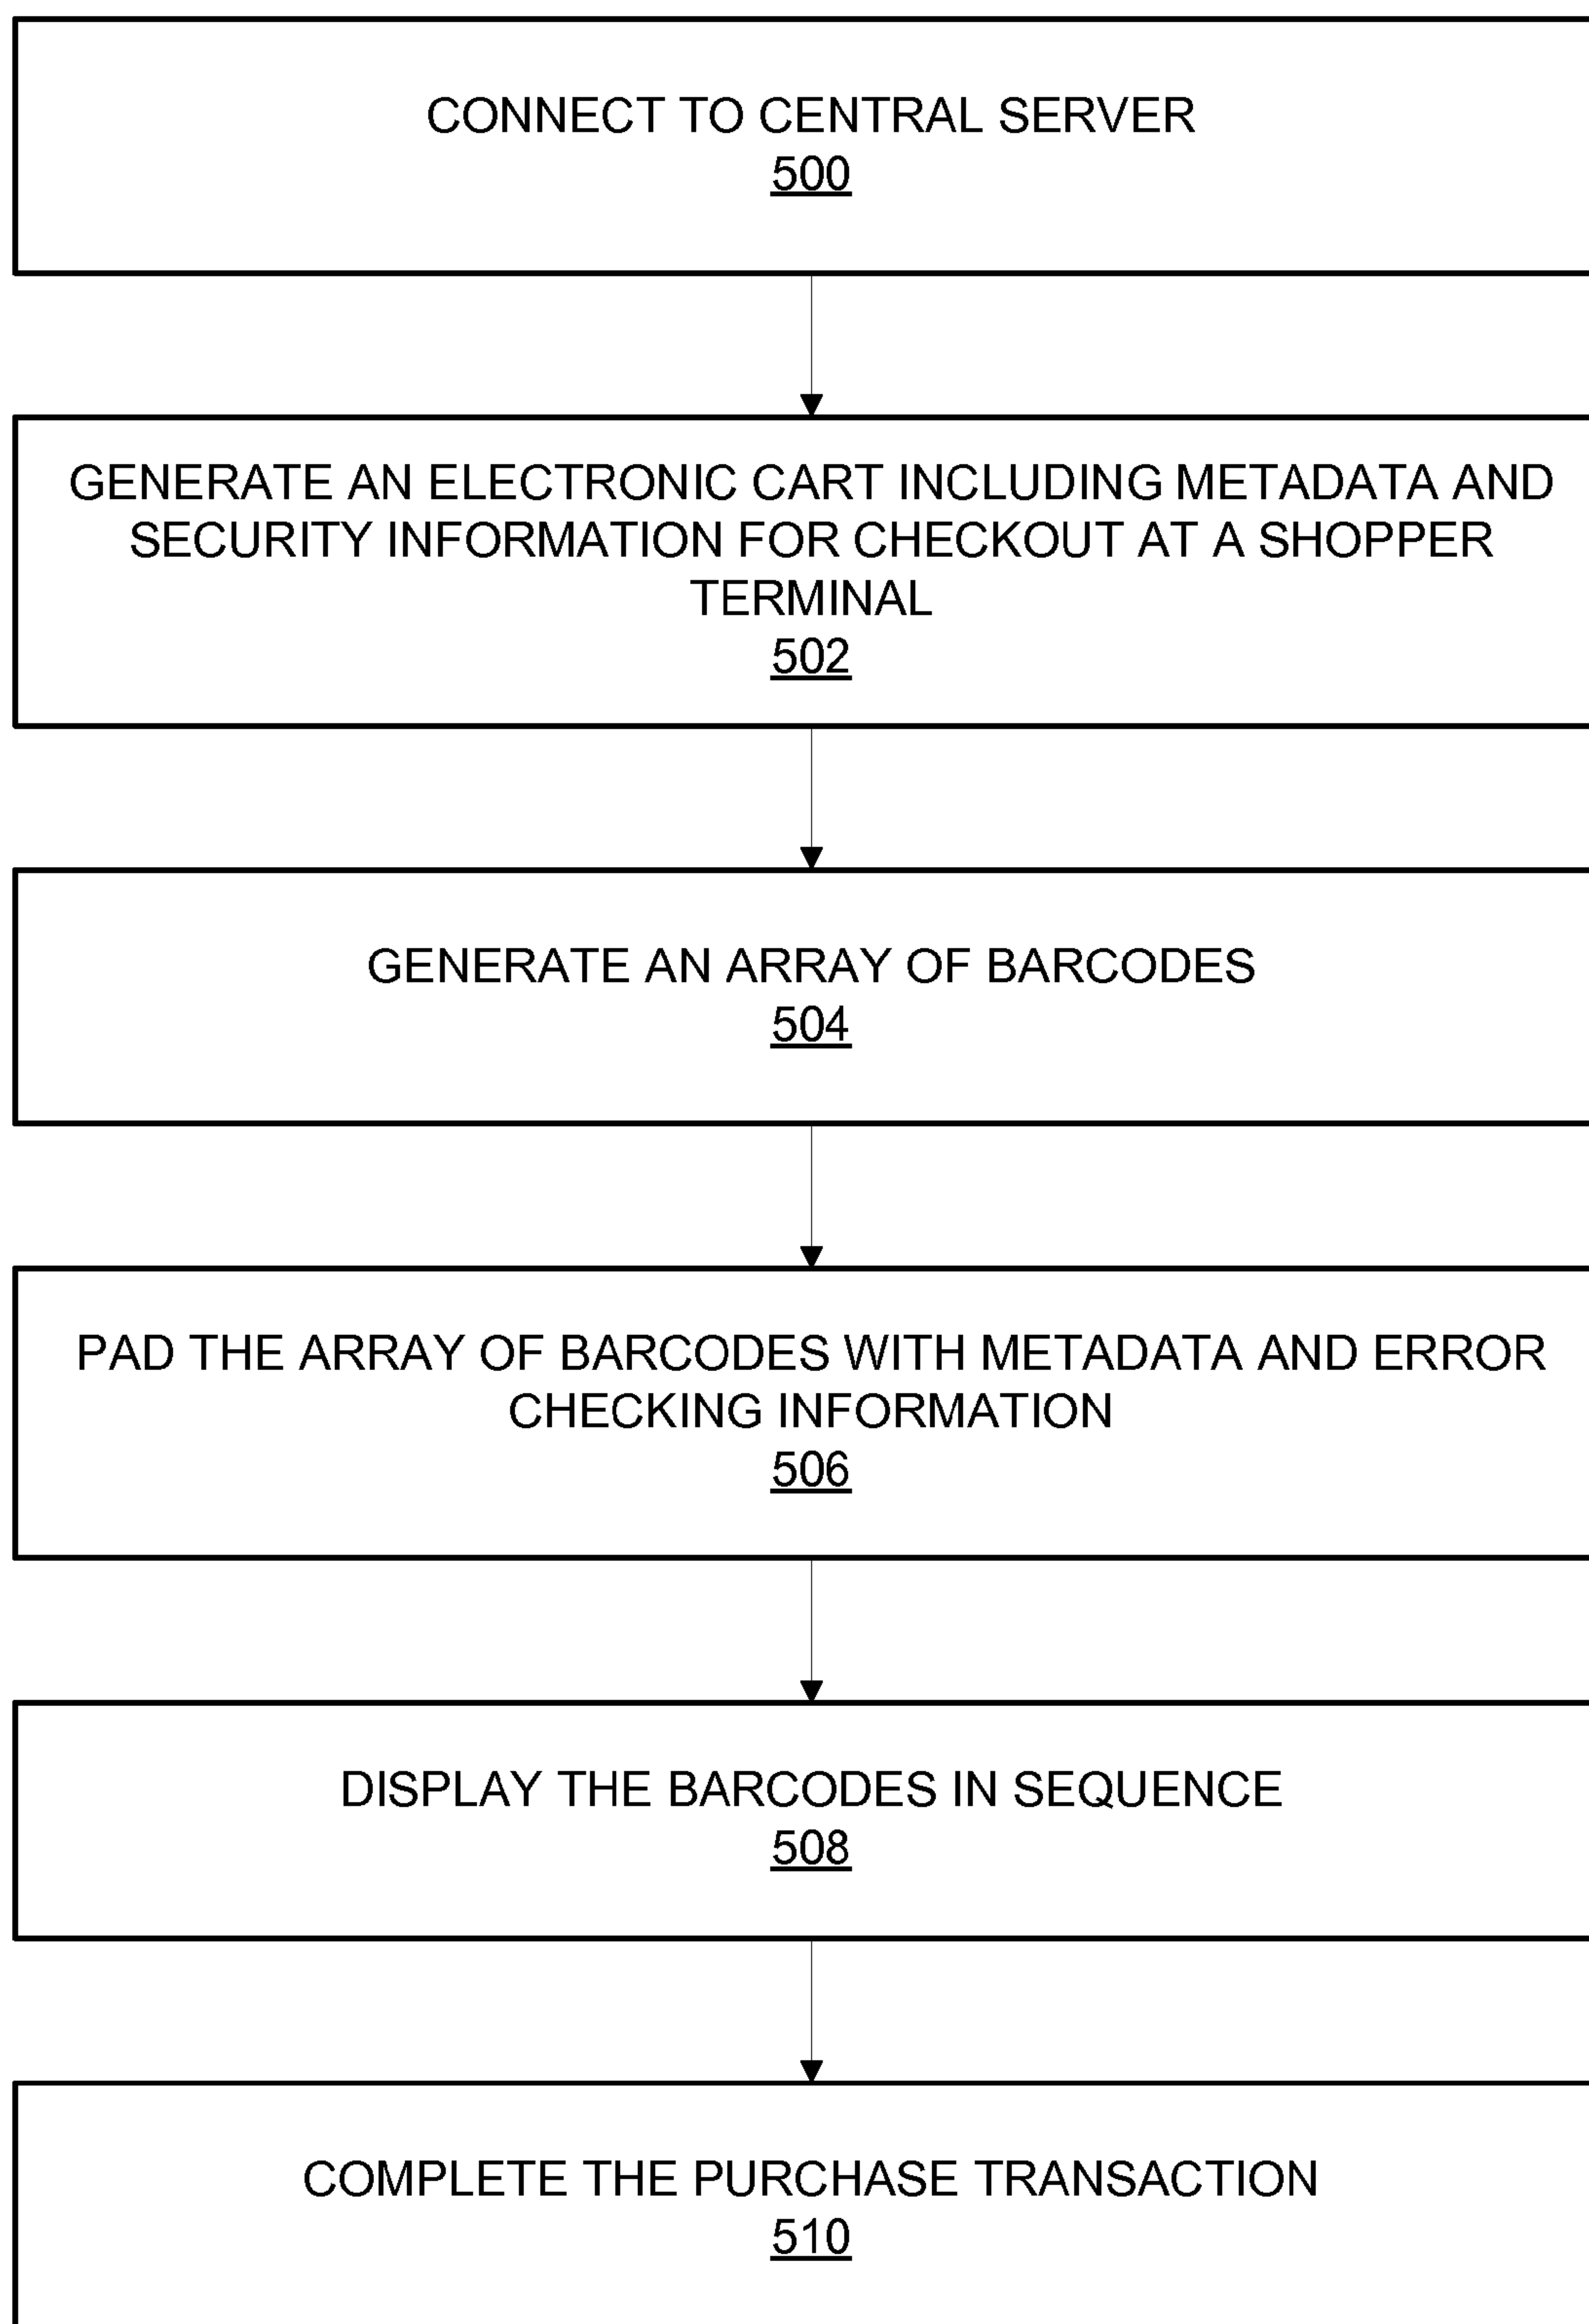 CONNECT TO CENTRAL SERVER
500
GENERATE AN ELECTRONIC CART INCLUDING METADATA AND
SECURITY INFORMATION FOR CHECKOUT AT A SHOPPER
TERMINAL
502
GENERATE AN ARRAY OF BARCODES
504
PAD THE ARRAY OF BARCODES WITH METADATA AND ERROR
CHECKING INFORMATION
506
DISPLAY THE BARCODES IN SEQUENCE
508
COMPLETE THE PURCHASE TRANSACTION
510